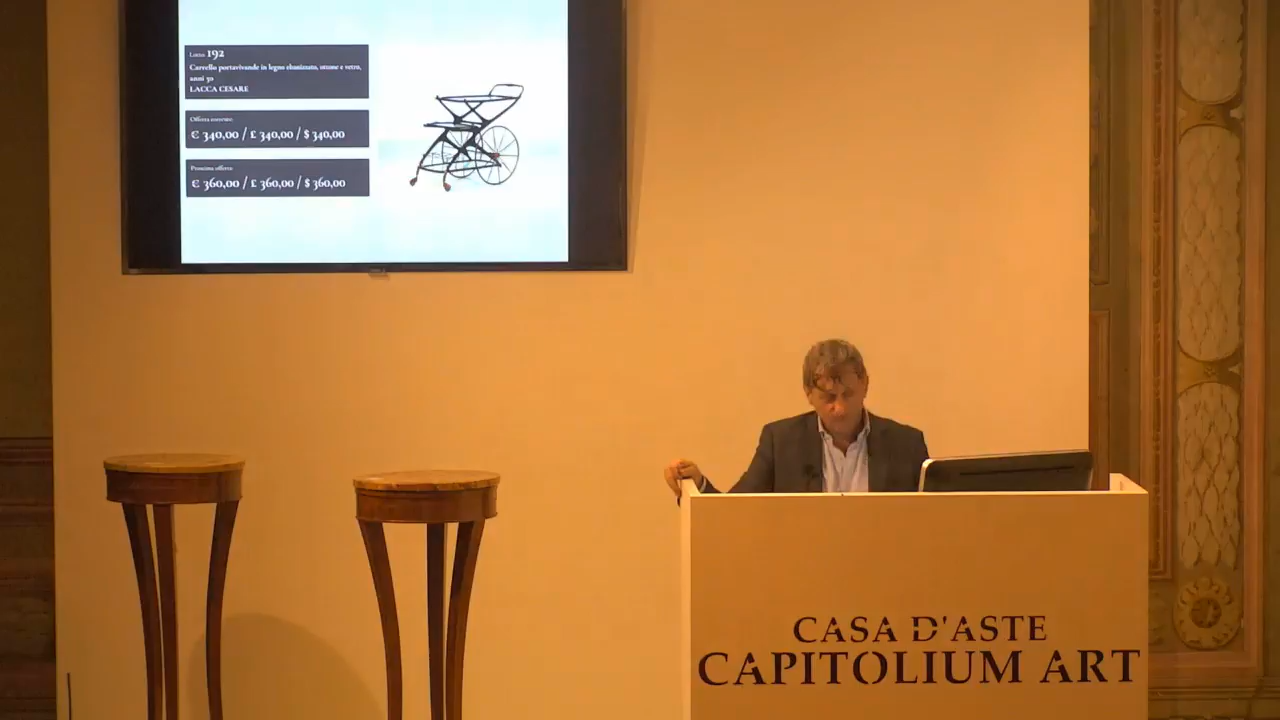 Lotto 192
Carrello portavivande in legno ebanizzato, ottone e vetro,
anni 50
LACCA CESARE
Offerta corrente:
€ 340,00 / £ 340,00 / $ 340,00
Prossima offerta:
€ 360,00 / £ 360,00 / $ 360,00
CASA D'ASTE
CAPITOLIUM ART